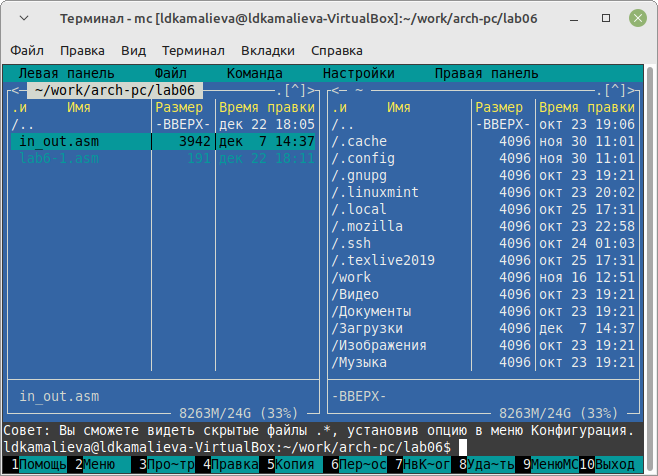 Терминал - mc [ldkamalieva@ldkamalieva-VirtualBox]:~/work/arch-pc/lab06
Файл Правка Вид Терминал Вкладки Справка
Левая панель Файл Команда Настройки Правая панель
<─ ~/work/arch-pc/lab06 ─.[^]> <─ ~ ─.[^]>
.и Имя Размер Время правки .и Имя Размер Время правки
/.. -ВВЕРХ- дек 22 18:05 /.. -ВВЕРХ- окт 23 19:06
in_out.asm 3942 дек 7 14:37 /.cache 4096 ноя 30 11:01
lab6-1.asm 191 дек 22 18:11 /.config 4096 ноя 30 11:01
/.gnupg 4096 окт 23 19:21
/.linuxmint 4096 окт 23 20:02
/.local 4096 окт 25 17:31
/.mozilla 4096 окт 23 22:58
/.ssh 4096 окт 24 01:03
/.texlive2019 4096 окт 25 17:31
/work 4096 ноя 16 12:51
/Видео 4096 окт 23 19:21
/Документы 4096 окт 23 19:21
/Загрузки 4096 дек 7 14:37
/Изображения 4096 окт 23 19:21
/Музыка 4096 окт 23 19:21
in_out.asm -ВВЕРХ-
8263M/24G (33%) 8263M/24G (33%)
Совет: Вы сможете видеть скрытые файлы .*, установив опцию в меню Конфигурация.
ldkamalieva@ldkamalieva-VirtualBox:~/work/arch-pc/lab06$
1Помощь 2Меню 3Про~тр 4Правка 5Копия 6Пер~ос 7НвК~ог 8Уда~ть 9МенюМС 10Выход